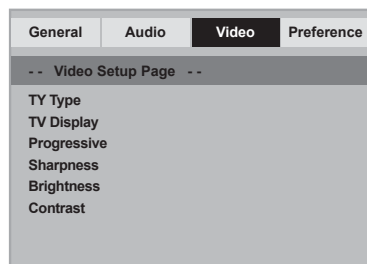 General Audio Video Preference
- - Video Setup Page - -
TY Type
TV Display
Progressive
Sharpness
Brightness
Contrast